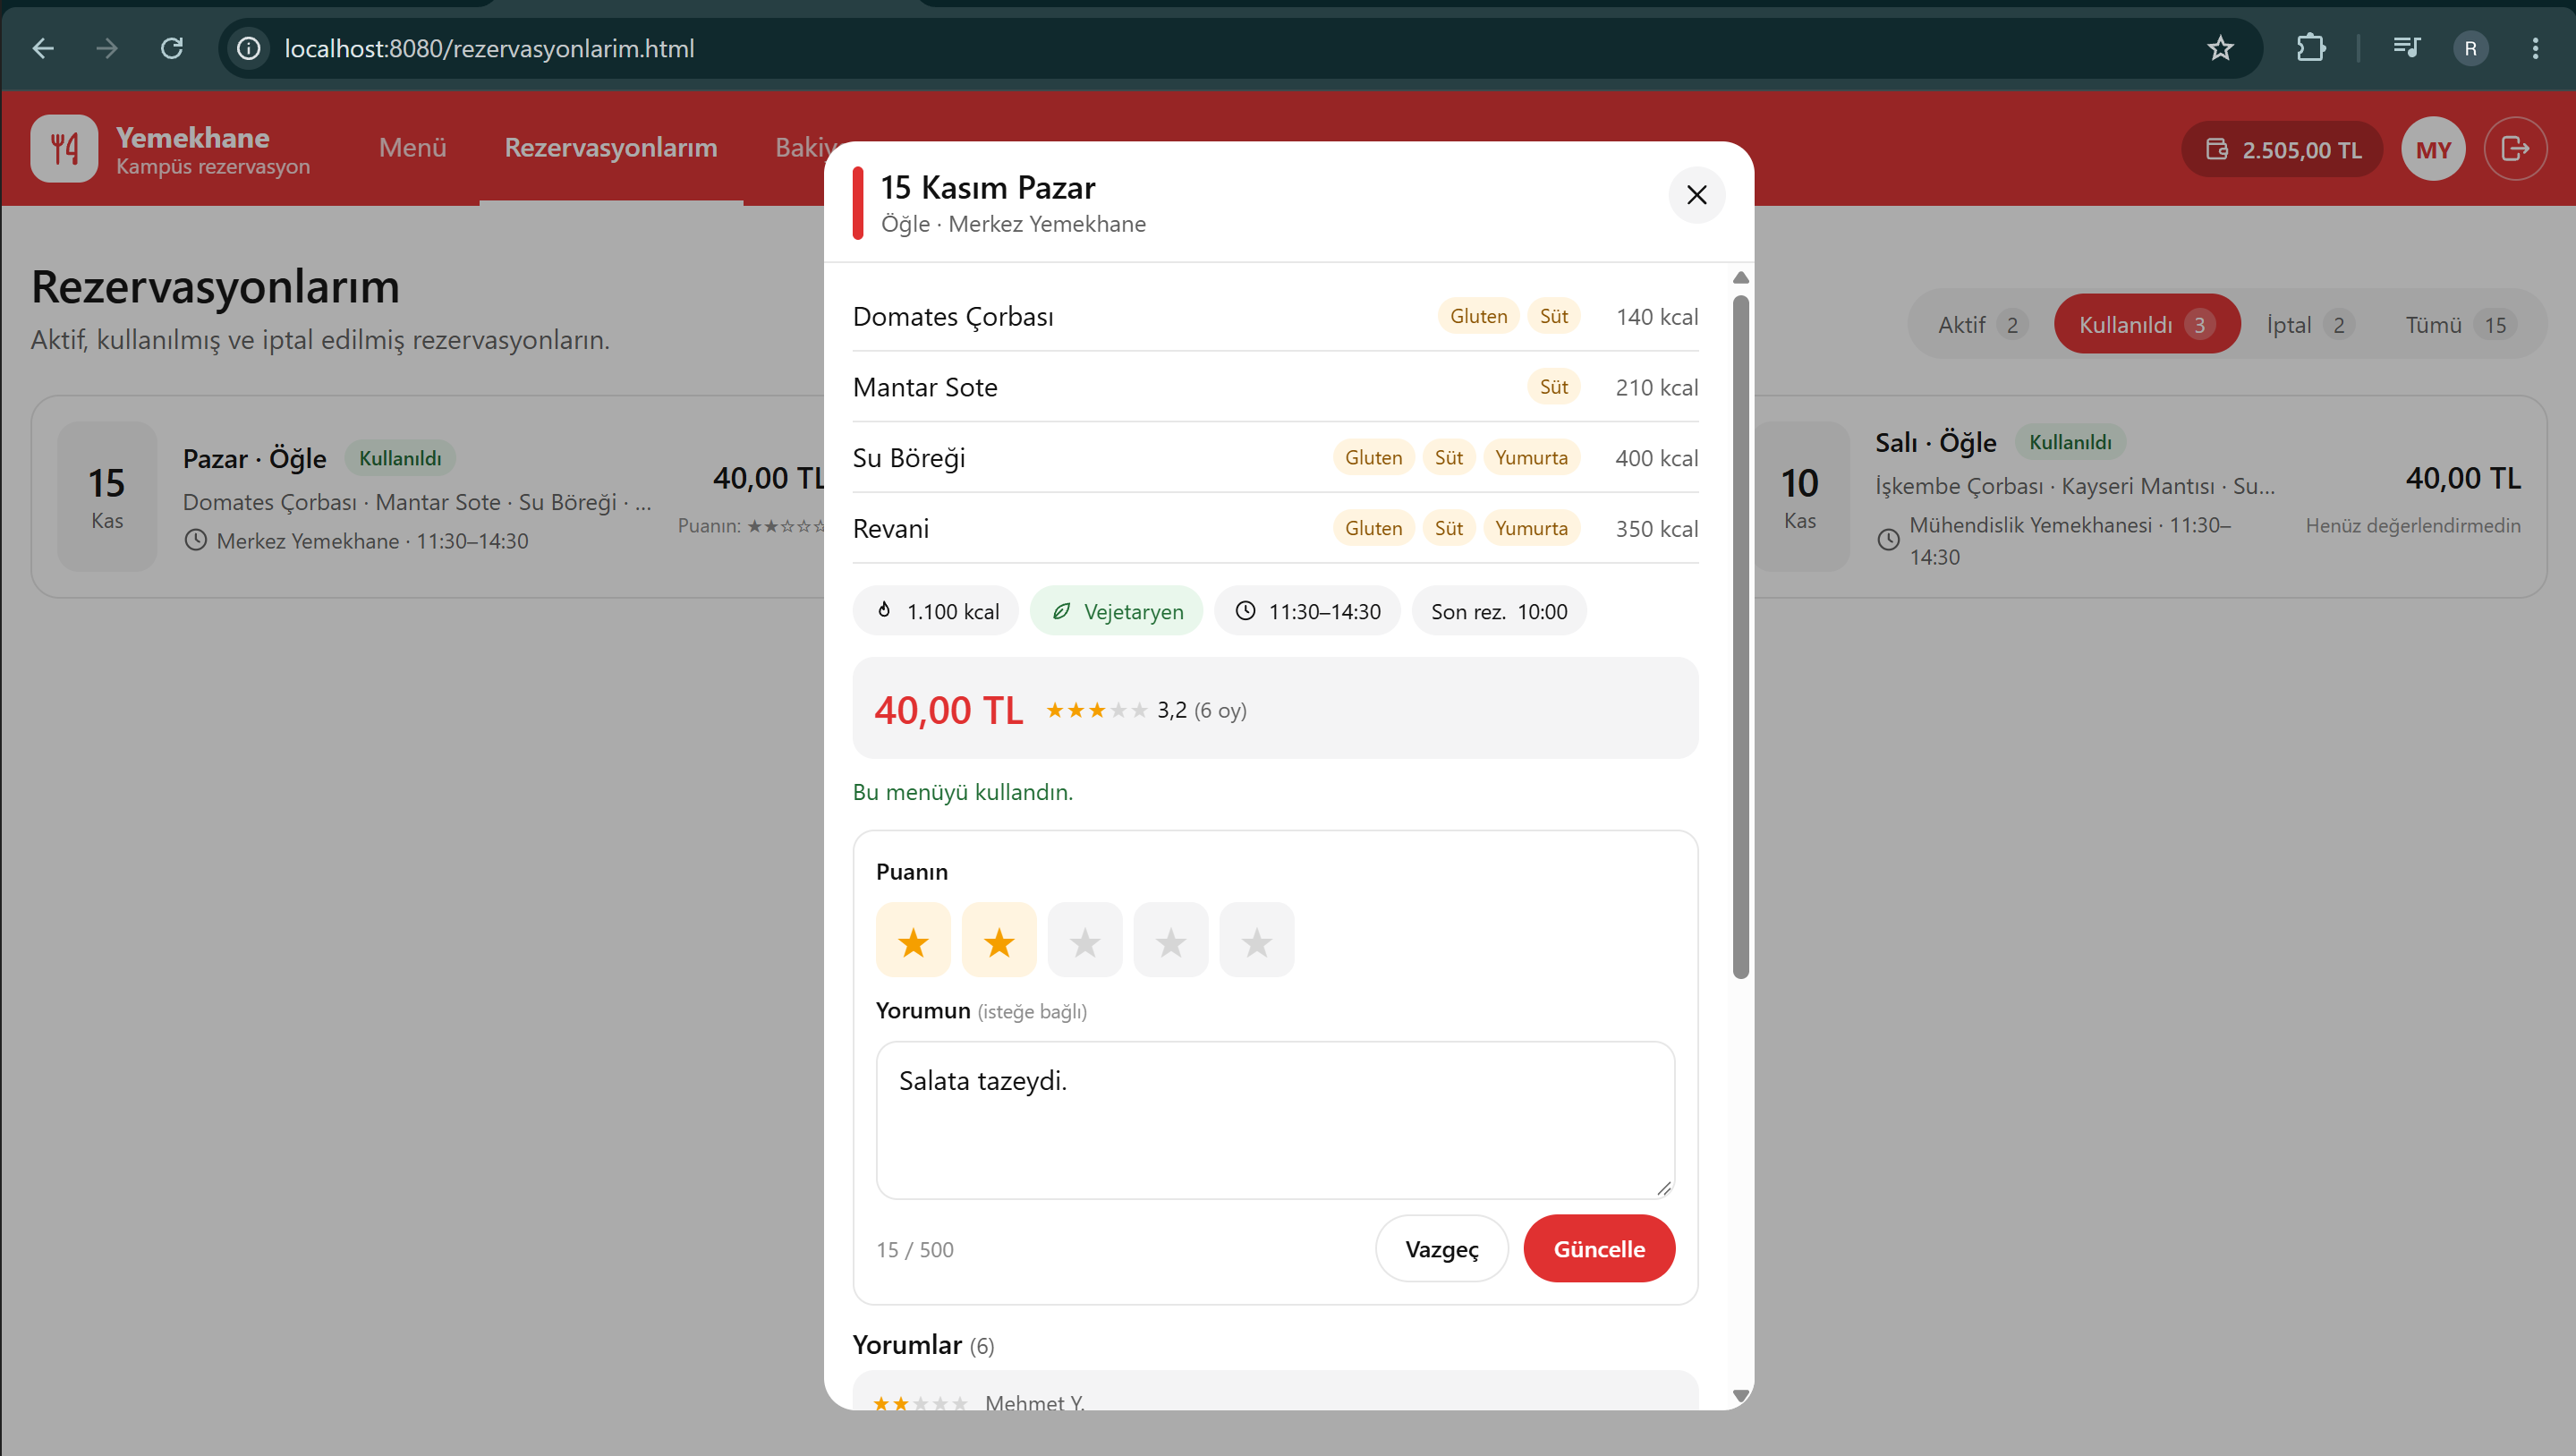 localhost:8080/rezervasyonlarim.html
R
Yemekhane
Kampüs rezervasyon
Menü
Rezervasyonlarım
2.505,00 TL
MY
Rezervasyonlarım
Aktif, kullanılmış ve iptal edilmiş rezervasyonların.
Aktif 2
Kullanıldı 3
İptal 2
Tümü 15
15
Kas
Pazar · Öğle Kullanıldı
Domates Çorbası · Mantar Sote · Su Böreği · ...
Merkez Yemekhane · 11:30–14:30
40,00 TL
Puanın: ★★☆☆☆
10
Kas
Salı · Öğle Kullanıldı
İşkembe Çorbası · Kayseri Mantısı · Su...
Mühendislik Yemekhanesi · 11:30–
14:30
40,00 TL
Henüz değerlendirmedin
15 Kasım Pazar
Öğle · Merkez Yemekhane
Domates Çorbası Gluten Süt 140 kcal
Mantar Sote Süt 210 kcal
Su Böreği Gluten Süt Yumurta 400 kcal
Revani Gluten Süt Yumurta 350 kcal
1.100 kcal Vejetaryen 11:30–14:30 Son rez. 10:00
40,00 TL ★★★★★ 3,2 (6 oy)
Bu menüyü kullandın.
Puanın
Yorumun (isteğe bağlı)
Salata tazeydi.
15 / 500
Vazgeç
Güncelle
Yorumlar (6)
★★★★★ Mehmet Y.